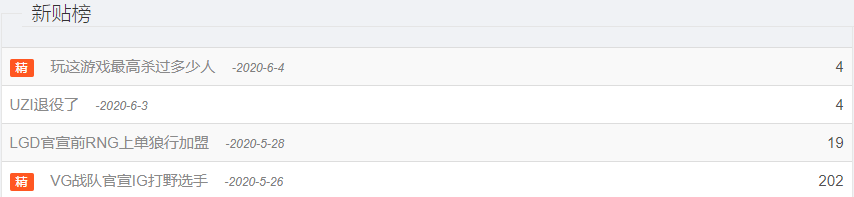 新贴榜
精 玩这游戏最高杀过多少人 -2020-6-4 4
UZI退役了 -2020-6-3 4
LGD官宣前RNG上单狼行加盟 -2020-5-28 19
精 VG战队官宣IG打野选手 -2020-5-26 202